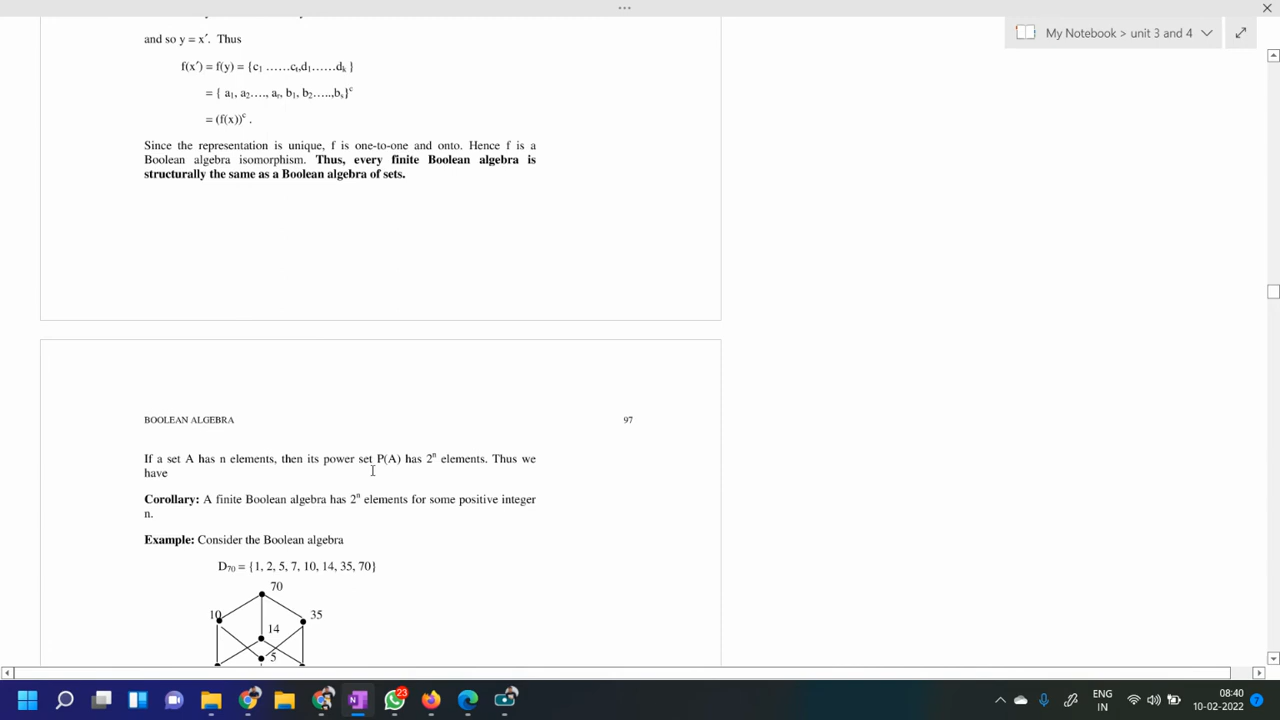 My Notebook > unit 3 and 4
and so y = x′. Thus
f(x′) = f(y) = {c₁ ……cₜ,d₁……dₖ }
= { a₁, a₂…., aᵣ, b₁, b₂…..,bₛ}ᶜ
= (f(x))ᶜ .
Since the representation is unique, f is one-to-one and onto. Hence f is a
Boolean algebra isomorphism. Thus, every finite Boolean algebra is
structurally the same as a Boolean algebra of sets.
BOOLEAN ALGEBRA 97
If a set A has n elements, then its power set P(A) has 2ⁿ elements. Thus we
have
Corollary: A finite Boolean algebra has 2ⁿ elements for some positive integer
n.
Example: Consider the Boolean algebra
D₇₀ = {1, 2, 5, 7, 10, 14, 35, 70}
70
10 35
14
5
23
ENG
IN
08:40
10-02-2022